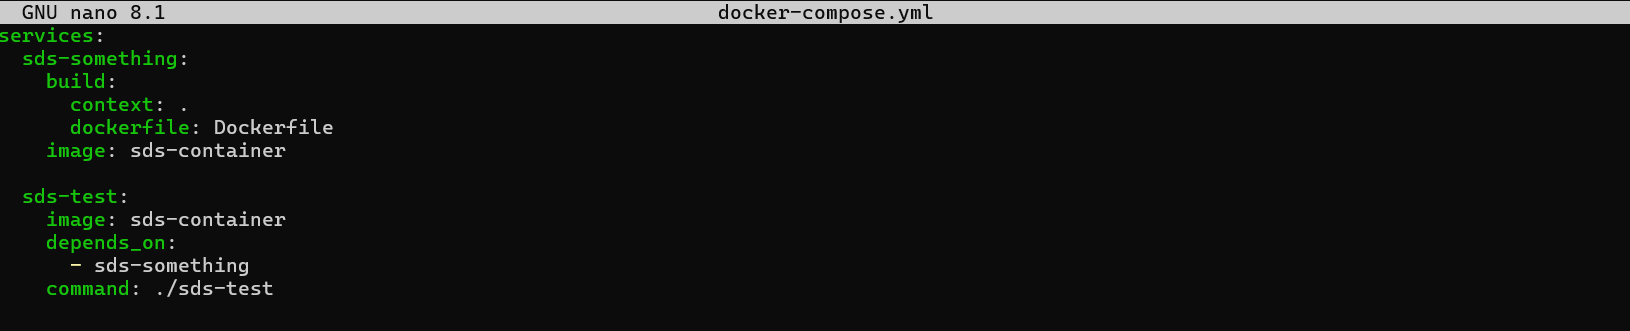 GNU nano 8.1 docker-compose.yml
services:
  sds-something:
    build:
      context: .
      dockerfile: Dockerfile
    image: sds-container

  sds-test:
    image: sds-container
    depends_on:
      - sds-something
    command: ./sds-test